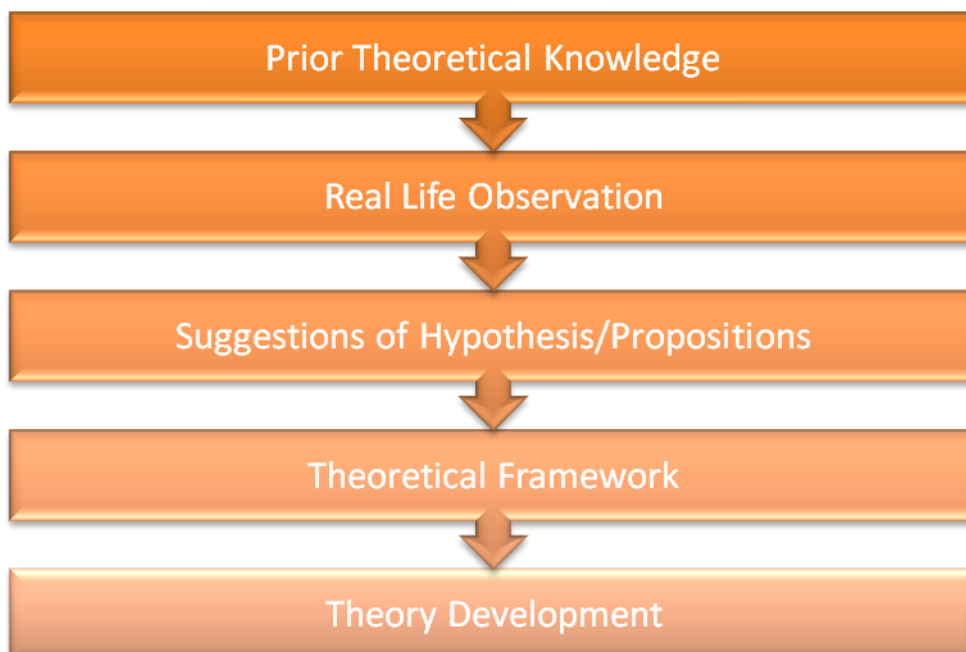 Prior Theoretical Knowledge
Real Life Observation
Suggestions of Hypothesis/Propositions
Theoretical Framework
Theory Development